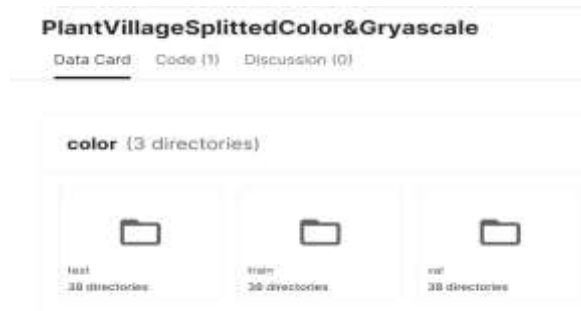 PlantVillageSplittedColor&Gryascale
Data Card Code (1) Discussion (0)
color (3 directories)
test train val
38 directories 38 directories 38 directories